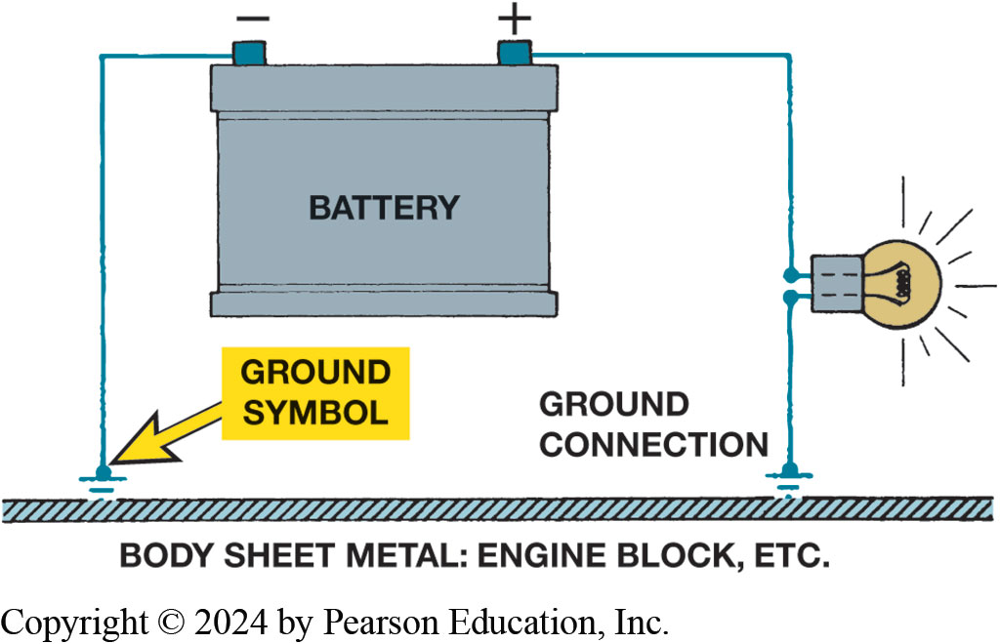 − +
BATTERY
GROUND
SYMBOL
GROUND
CONNECTION
BODY SHEET METAL: ENGINE BLOCK, ETC.
Copyright © 2024 by Pearson Education, Inc.